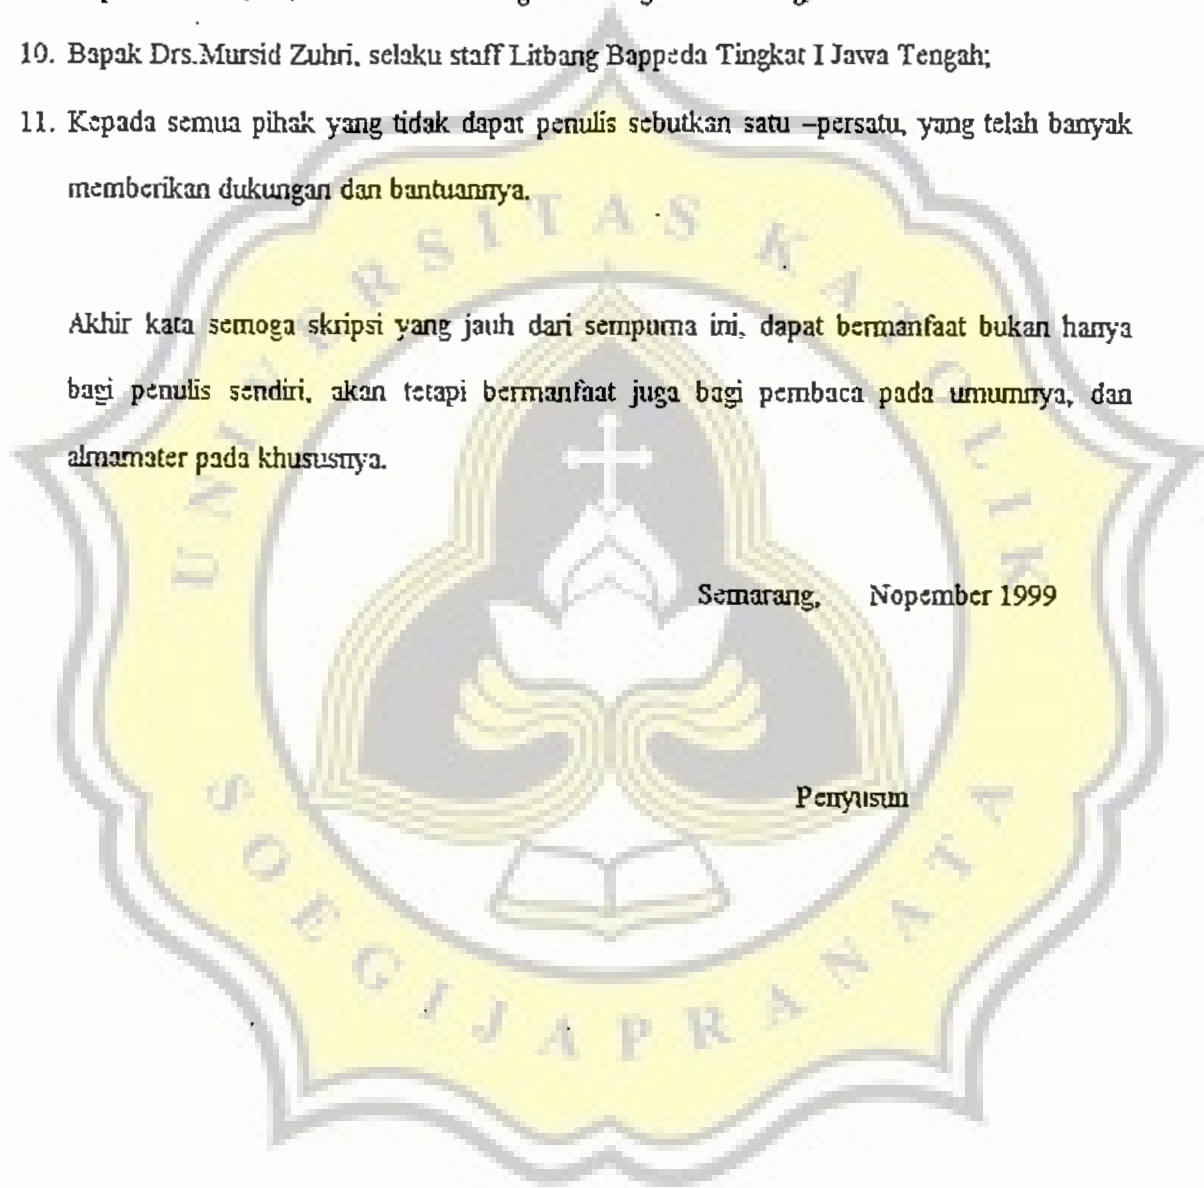 10. Bapak Drs.Mursid Zuhri, selaku staff Litbang Bappeda Tingkat I Jawa Tengah;
11. Kepada semua pihak yang tidak dapat penulis sebutkan satu –persatu, yang telah banyak
memberikan dukungan dan bantuannya.
Akhir kata semoga skripsi yang jauh dari sempurna ini, dapat bermanfaat bukan hanya
bagi penulis sendiri, akan tetapi bermanfaat juga bagi pembaca pada umumnya, dan
almamater pada khususnya.
Semarang, Nopember 1999
Penyusun
UNIVERSITAS KATOLIK
SOEGIJAPRANATA